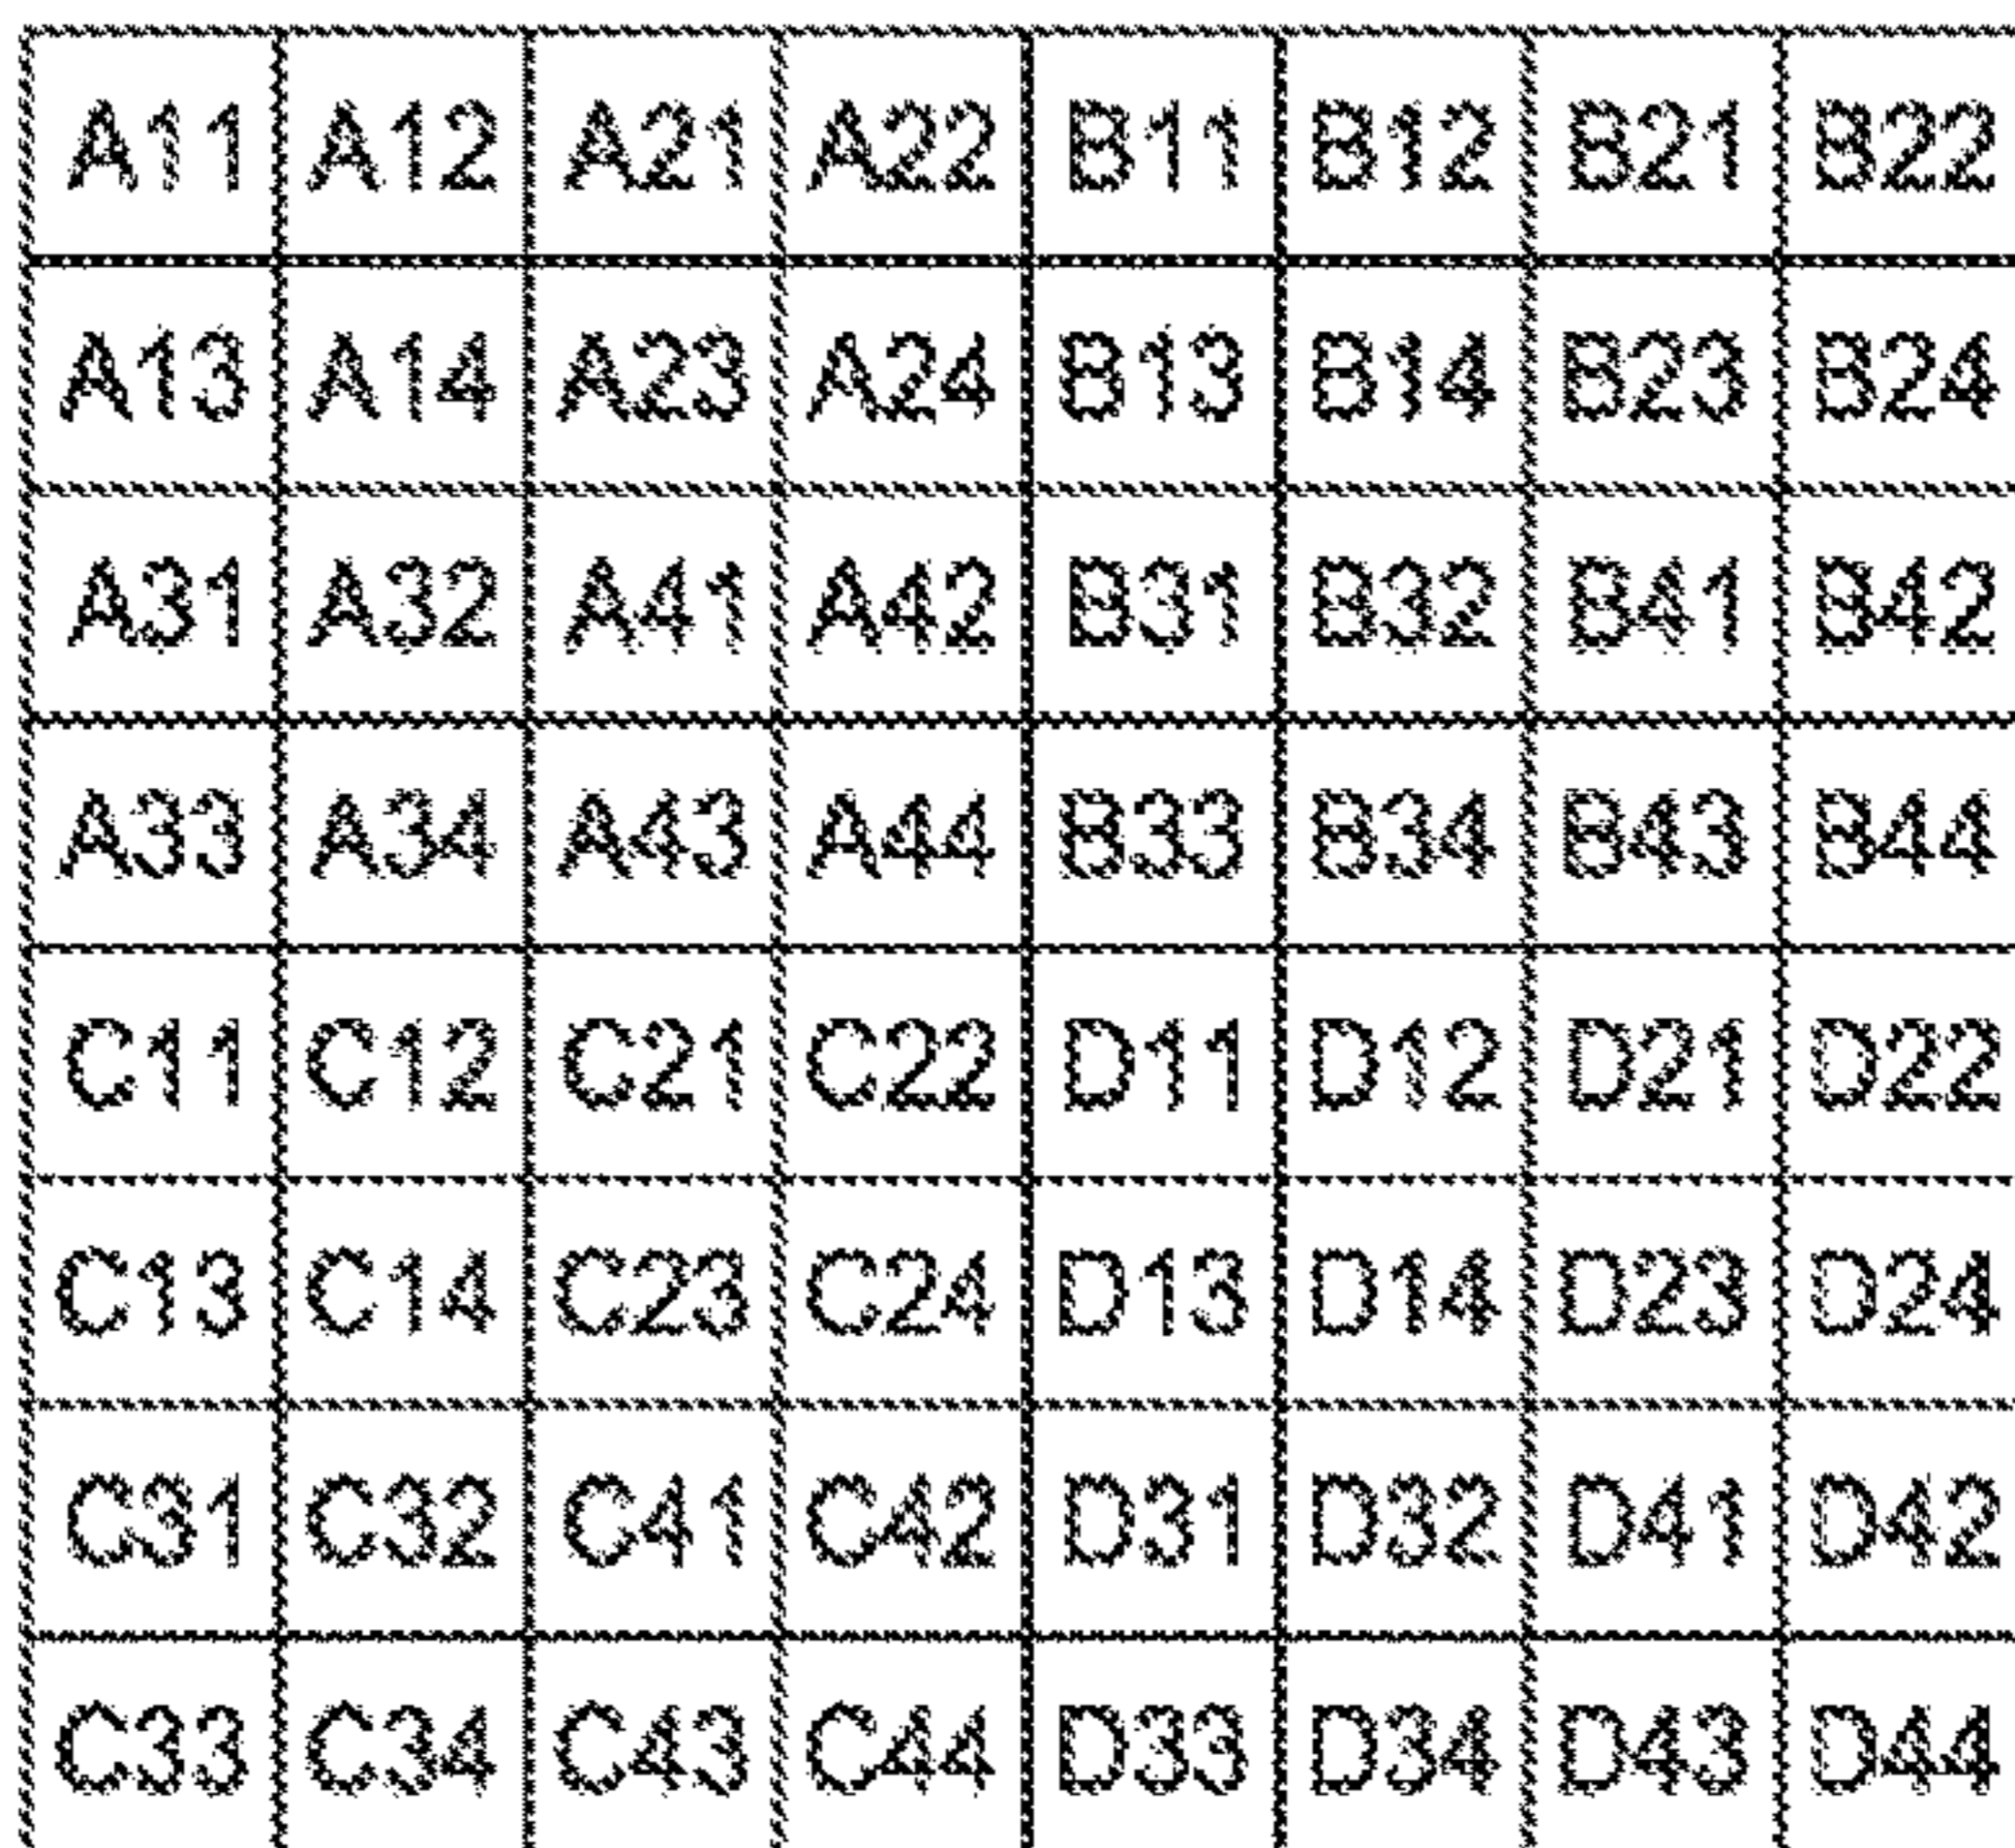 A11 A12 A21 A22 B11 B12 B21 B22
A13 A14 A23 A24 B13 B14 B23 B24
A31 A32 A41 A42 B31 B32 B41 B42
A33 A34 A43 A44 B33 B34 B43 B44
C11 C12 C21 C22 D11 D12 D21 D22
C13 C14 C23 C24 D13 D14 D23 D24
C31 C32 C41 C42 D31 D32 D41 D42
C33 C34 C43 C44 D33 D34 D43 D44